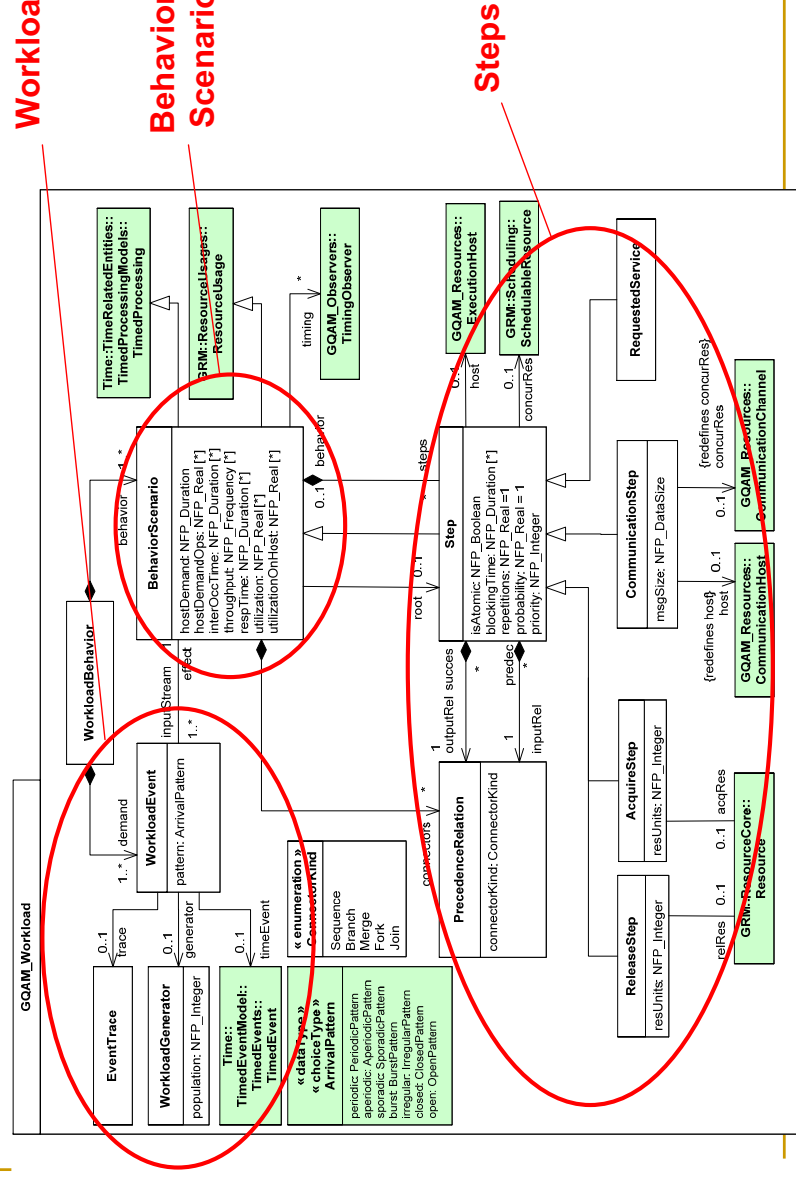 Workloa
Behavior
Scenario
Steps
GQAM_Workload
WorkloadBehavior
Time::TimeRelatedEntities::
TimedProcessingModels::
TimedProcessing
EventTrace
0..1
trace
WorkloadEvent
pattern: ArrivalPattern
1..* demand
inputStream
1..*
1
effect
behavior
1..*
BehaviorScenario
hostDemand: NFP_Duration
hostDemandOps: NFP_Real [*]
interOccTime: NFP_Duration [*]
throughput: NFP_Frequency [*]
respTime: NFP_Duration [*]
utilization: NFP_Real [*]
utilizationOnHost: NFP_Real [*]
GRM::ResourceUsages::
ResourceUsage
WorkloadGenerator
population: NFP_Integer
0..1
generator
timing
*
GQAM_Observers::
TimingObserver
Time::
TimedEventModel::
TimedEvents::
TimedEvent
0..1
timeEvent
« dataType »
« choiceType »
ArrivalPattern
periodic: PeriodicPattern
aperiodic: AperiodicPattern
sporadic: SporadicPattern
burst: BurstPattern
irregular: IrregularPattern
closed: ClosedPattern
open: OpenPattern
« enumeration »
ConnectorKind
Sequence
Branch
Merge
Fork
Join
connectors
*
root
0..1
0..1
behavior
*
steps
PrecedenceRelation
connectorKind: ConnectorKind
1
outputRel
succes
*
1
inputRel
predec
*
Step
isAtomic: NFP_Boolean
blockingTime: NFP_Duration [*]
repetitions: NFP_Real =1
probability: NFP_Real = 1
priority: NFP_Integer
0..1
host
GQAM_Resources::
ExecutionHost
0..1
concurRes
GRM::Scheduling::
SchedulableResource
ReleaseStep
resUnits: NFP_Integer
AcquireStep
resUnits: NFP_Integer
CommunicationStep
msgSize: NFP_DataSize
RequestedService
relRes
0..1
0..1
acqRes
GRM::ResourceCore::
Resource
{redefines host}
host
0..1
GQAM_Resources::
CommunicationHost
0..1
{redefines concurRes}
concurRes
GQAM_Resources::
CommunicationChannel